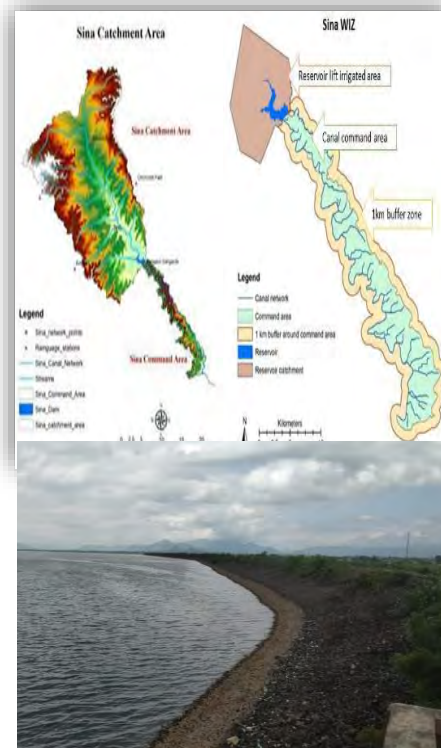 Sina Catchment Area
Sina Catchment Area
Sina Command Area
Legend
Sina_network_points
Raingauge_stations
Sina_Canal_Network
Streams
Sina_Command_Area
Sina_Dam
Sina_catchment_area
Sina WIZ
Reservoir lift irrigated area
Canal command area
1km buffer zone
Legend
Canal network
Command area
1 km buffer around command area
Reservoir
Reservoir catchment
N
Kilometers